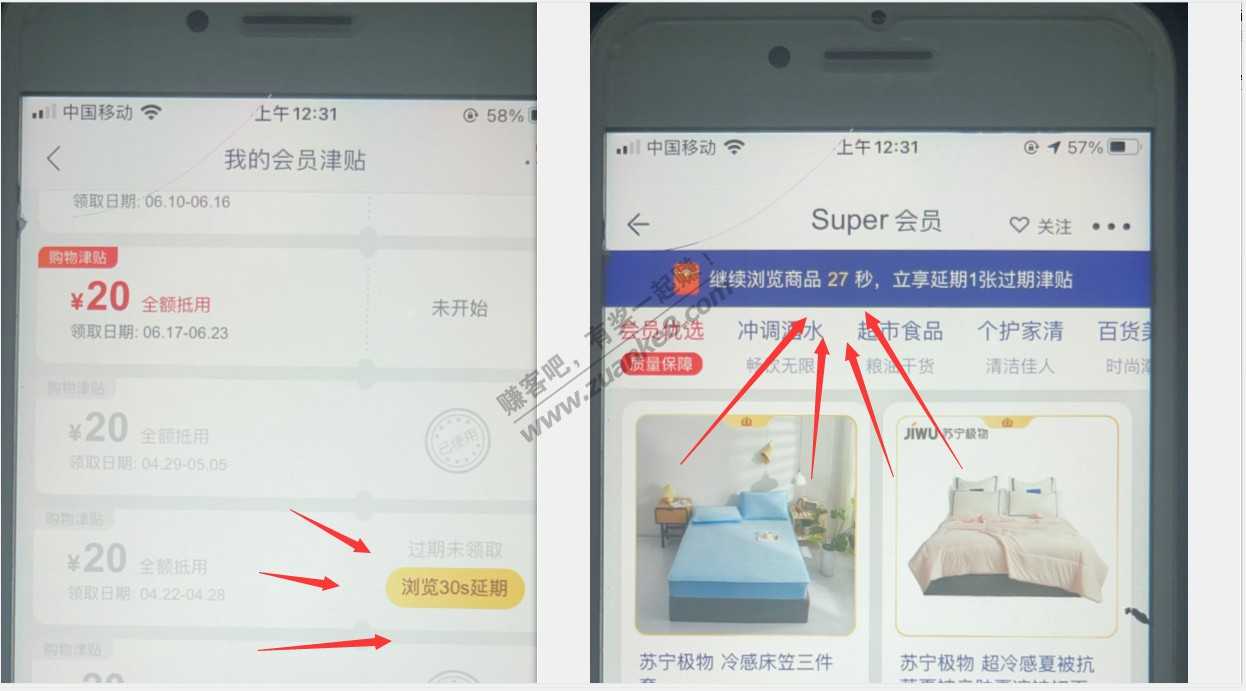 中国移动 上午12:31 58%
我的会员津贴
领取日期: 06.10-06.16
购物津贴
¥20 全额抵用
领取日期: 06.17-06.23
未开始
购物津贴
¥20 全额抵用
领取日期: 04.29-05.05
已使用
购物津贴
¥20 全额抵用
领取日期: 04.22-04.28
过期未领取
浏览30s延期
购物津贴
中国移动 上午12:31 57%
Super 会员 关注
继续浏览商品 27 秒，立享延期1张过期津贴
会员优选 冲调酒水 超市食品 个护家清 百货美
质量保障 畅饮无限 粮油干货 清洁佳人 时尚潮
JIWU 苏宁极物
苏宁极物 冷感床笠三件
套
苏宁极物 超冷感夏被抗
赚客吧，有奖一起赚！
www.zuanke8.com